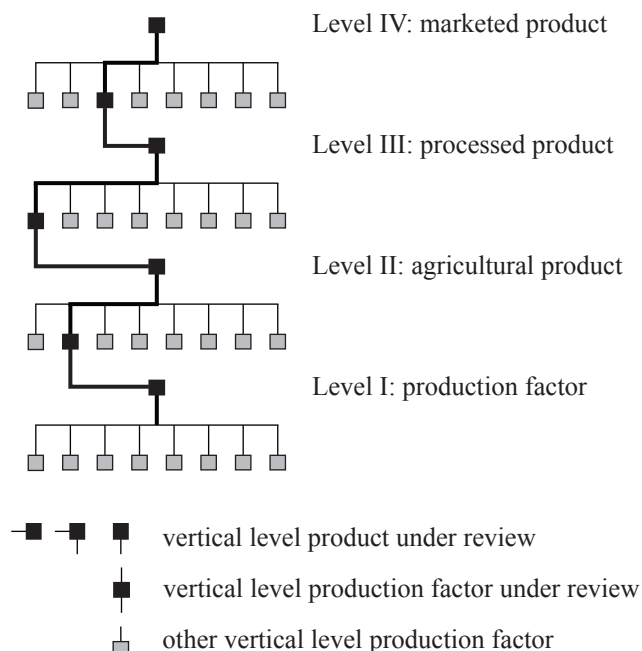 Level IV: marketed product
Level III: processed product
Level II: agricultural product
Level I: production factor
vertical level product under review
vertical level production factor under review
other vertical level production factor